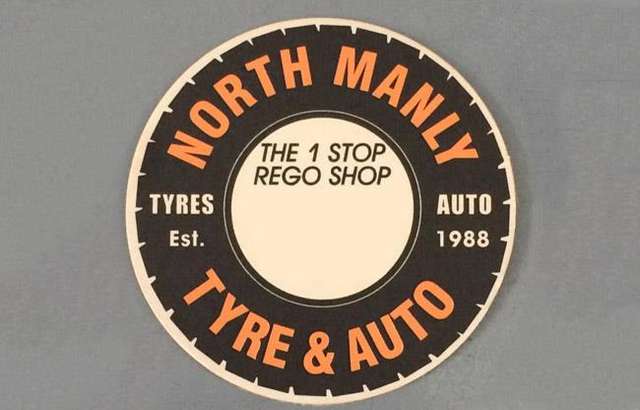 NORTH MANLY
THE 1 STOP
REGO SHOP
TYRES
AUTO
Est.
1988
TYRE & AUTO